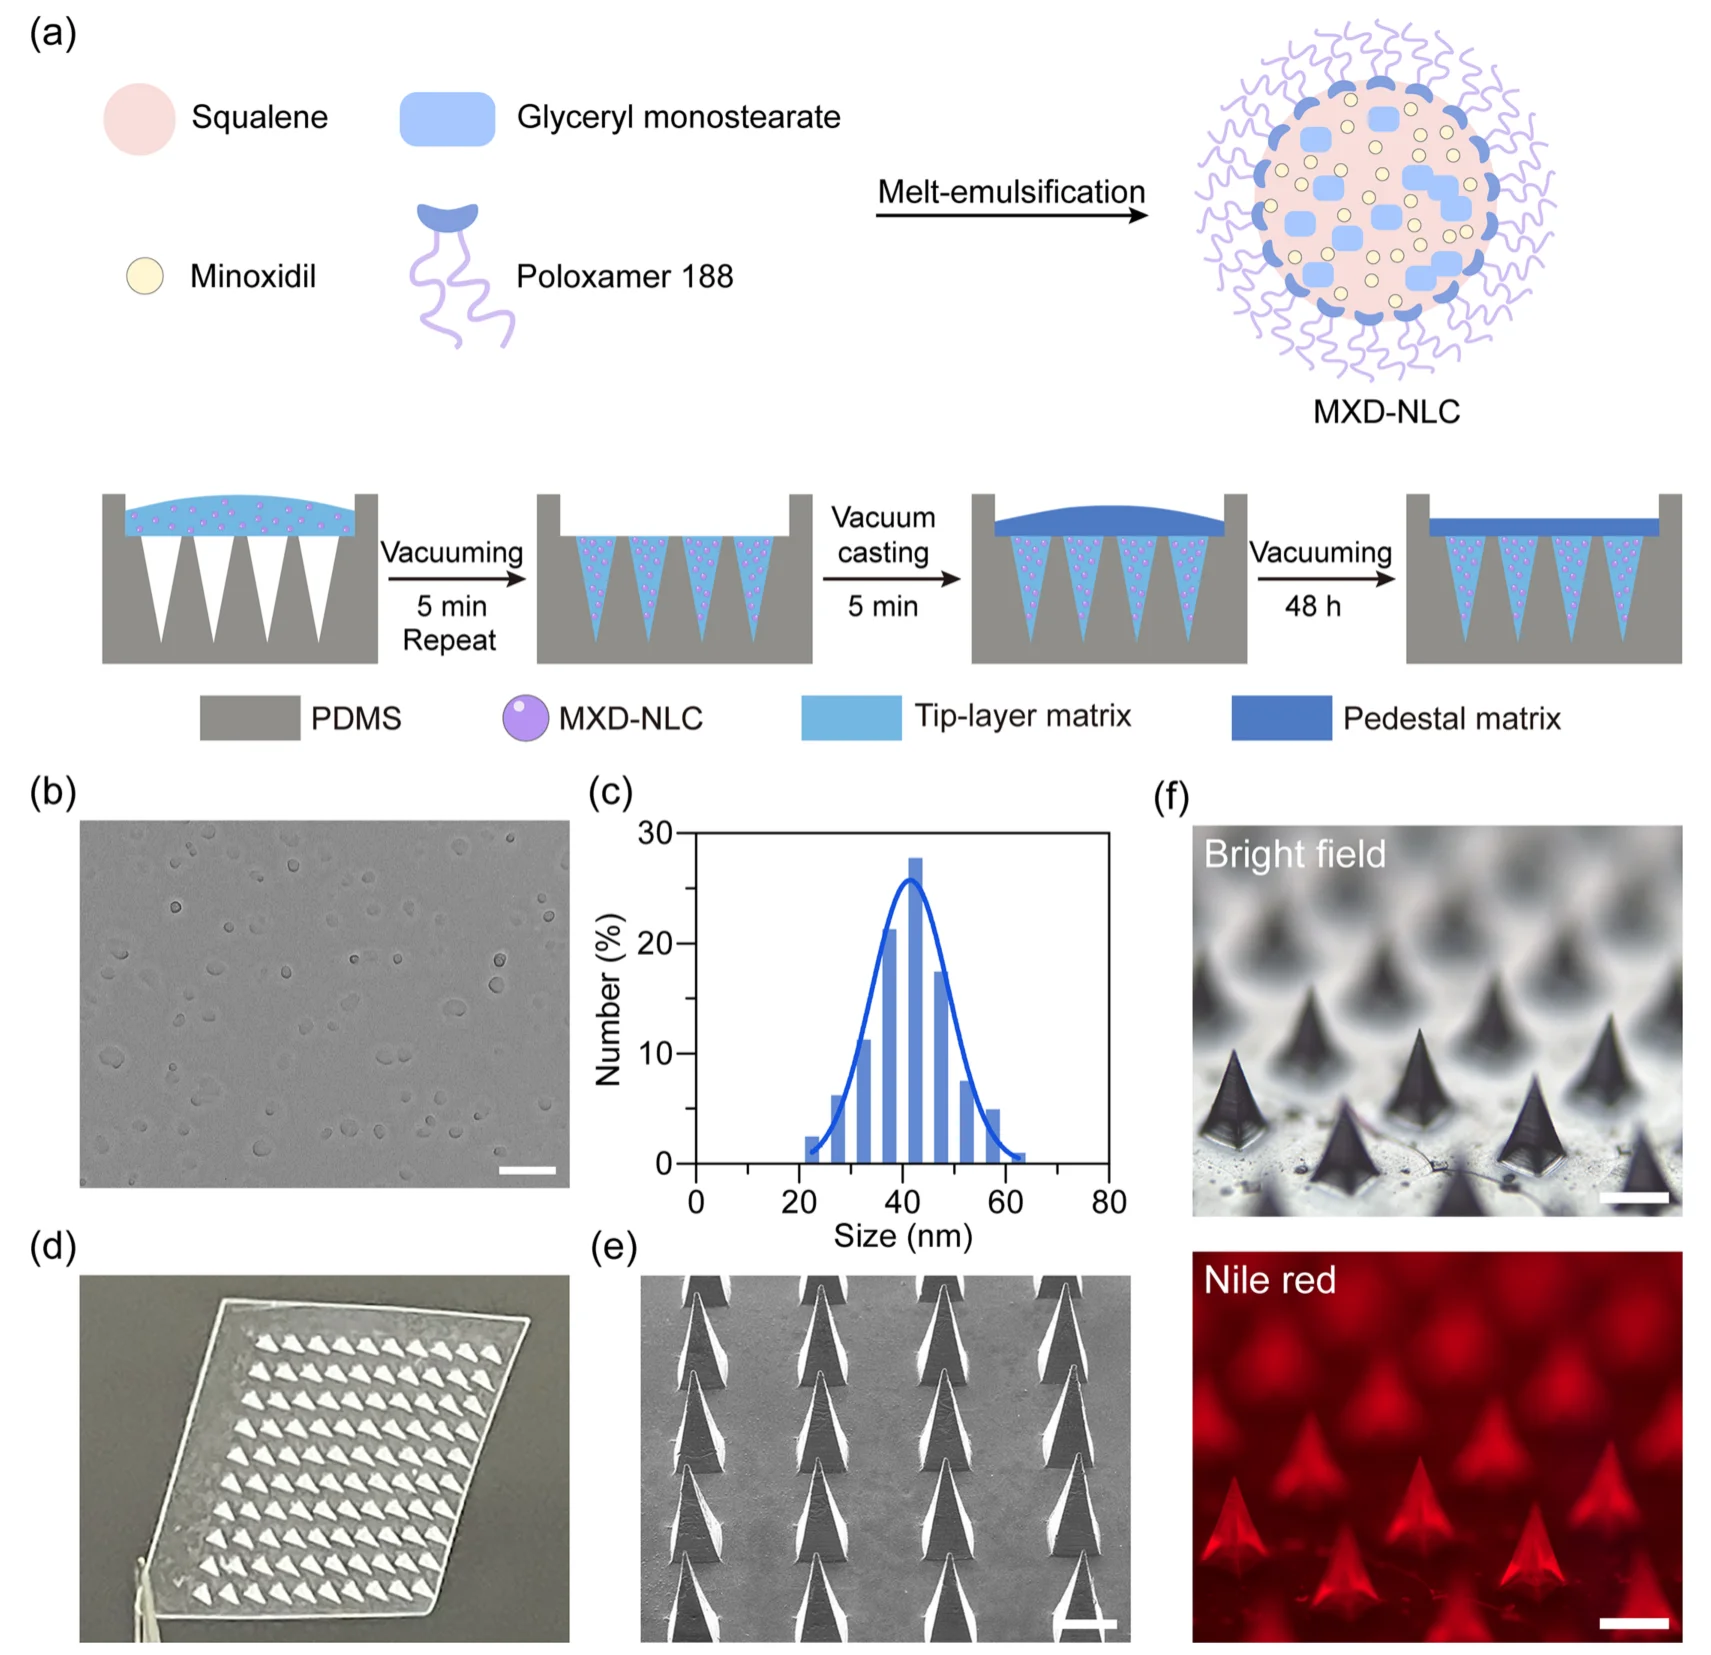 (a)
Squalene
Glyceryl monostearate
Minoxidil
Poloxamer 188
Melt-emulsification
MXD-NLC
Vacuuming
5 min
Repeat
Vacuum
casting
5 min
Vacuuming
48 h
PDMS
MXD-NLC
Tip-layer matrix
Pedestal matrix
(b)
(c)
30
20
10
0
Number (%)
0 20 40 60 80
Size (nm)
(d)
(e)
(f)
Bright field
Nile red